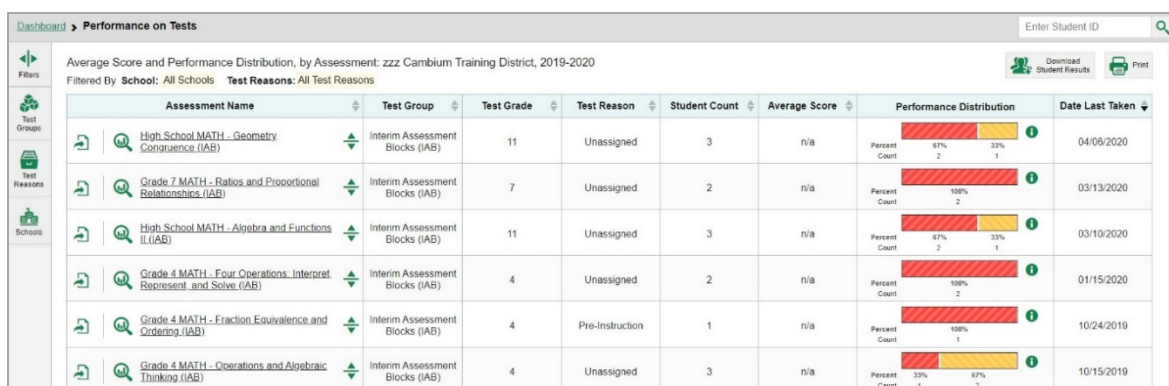 Dashboard > Performance on Tests
Enter Student ID
Filters
Test
Groups
Test
Reasons
Schools
Average Score and Performance Distribution, by Assessment: zzz Cambium Training District, 2019-2020
Filtered By School: All Schools Test Reasons: All Test Reasons
Download
Student Results
Print
Assessment Name Test Group Test Grade Test Reason Student Count Average Score Performance Distribution Date Last Taken
High School MATH - Geometry
Congruence (IAB)
Interim Assessment
Blocks (IAB)
11 Unassigned 3 n/a
Percent 67% 33%
Count 2 1
04/06/2020
Grade 7 MATH - Ratios and Proportional
Relationships (IAB)
Interim Assessment
Blocks (IAB)
7 Unassigned 2 n/a
Percent 100%
Count 2
03/13/2020
High School MATH - Algebra and Functions
II (IAB)
Interim Assessment
Blocks (IAB)
11 Unassigned 3 n/a
Percent 67% 33%
Count 2 1
03/10/2020
Grade 4 MATH - Four Operations: Interpret,
Represent, and Solve (IAB)
Interim Assessment
Blocks (IAB)
4 Unassigned 2 n/a
Percent 100%
Count 2
01/15/2020
Grade 4 MATH - Fraction Equivalence and
Ordering (IAB)
Interim Assessment
Blocks (IAB)
4 Pre-Instruction 1 n/a
Percent 100%
Count 1
10/24/2019
Grade 4 MATH - Operations and Algebraic
Thinking (IAB)
Interim Assessment
Blocks (IAB)
4 Unassigned 3 n/a
Percent 33% 67%
Count 1 2
10/15/2019